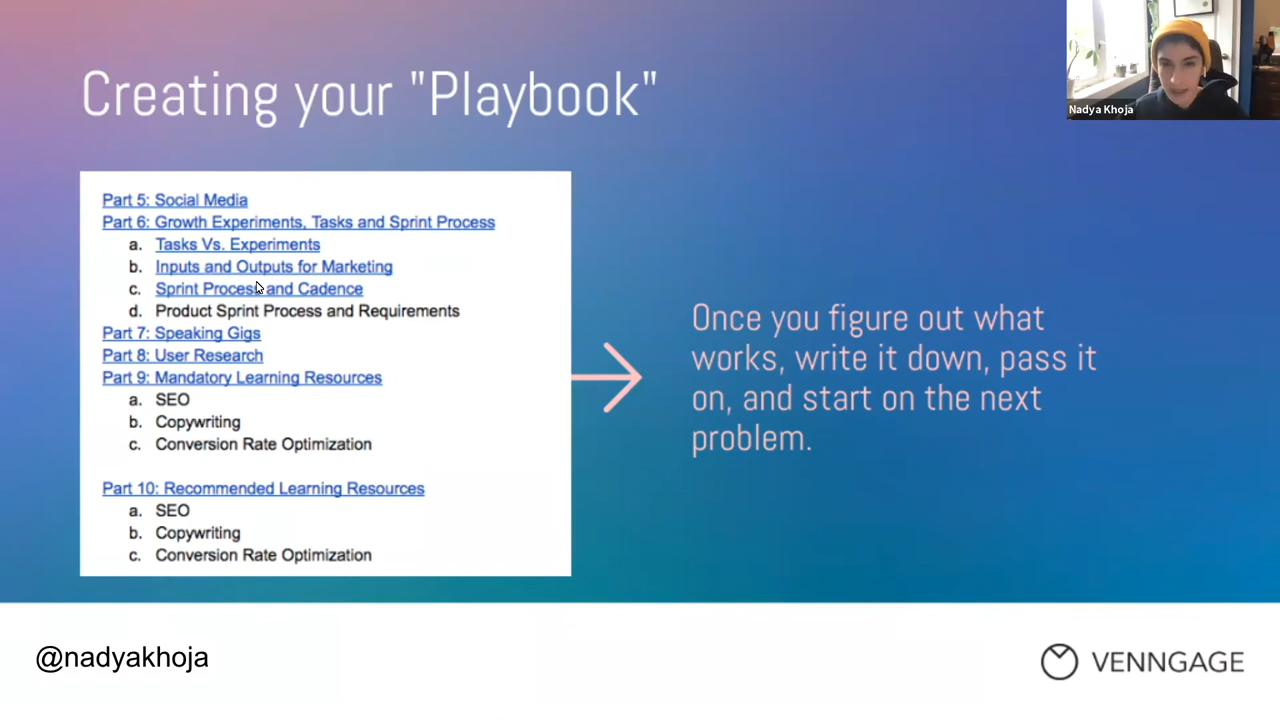 Creating your "Playbook"
Nadya Khoja
Part 5: Social Media
Part 6: Growth Experiments, Tasks and Sprint Process
a. Tasks Vs. Experiments
b. Inputs and Outputs for Marketing
c. Sprint Process and Cadence
d. Product Sprint Process and Requirements
Part 7: Speaking Gigs
Part 8: User Research
Part 9: Mandatory Learning Resources
a. SEO
b. Copywriting
c. Conversion Rate Optimization
Part 10: Recommended Learning Resources
a. SEO
b. Copywriting
c. Conversion Rate Optimization
Once you figure out what
works, write it down, pass it
on, and start on the next
problem.
@nadyakhoja
VENNGAGE